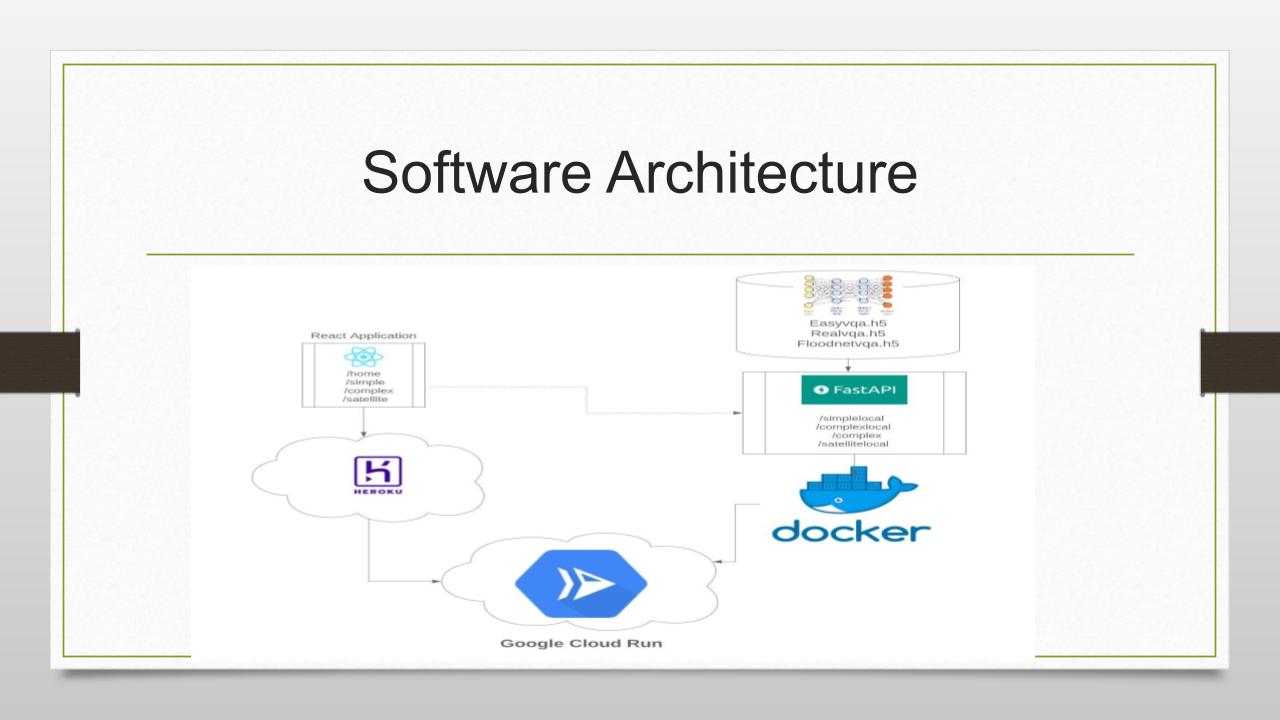 Software Architecture
React Application
/home
/simple
/complex
/satellite
HEROKU
Easyvqa.h5
Realvqa.h5
Floodnetvqa.h5
FastAPI
/simplelocal
/complexlocal
/complex
/satellitelocal
docker
Google Cloud Run